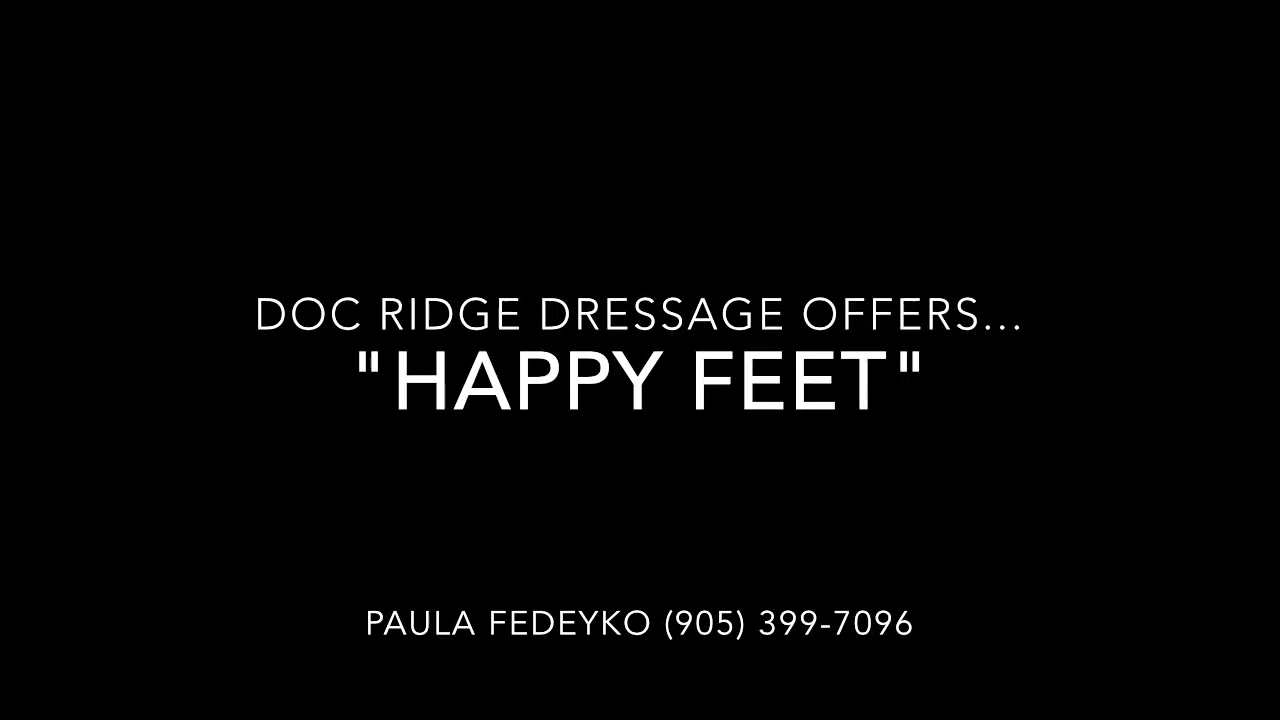 DOC RIDGE DRESSAGE OFFERS...
"HAPPY FEET"
PAULA FEDEYKO (905) 399-7096